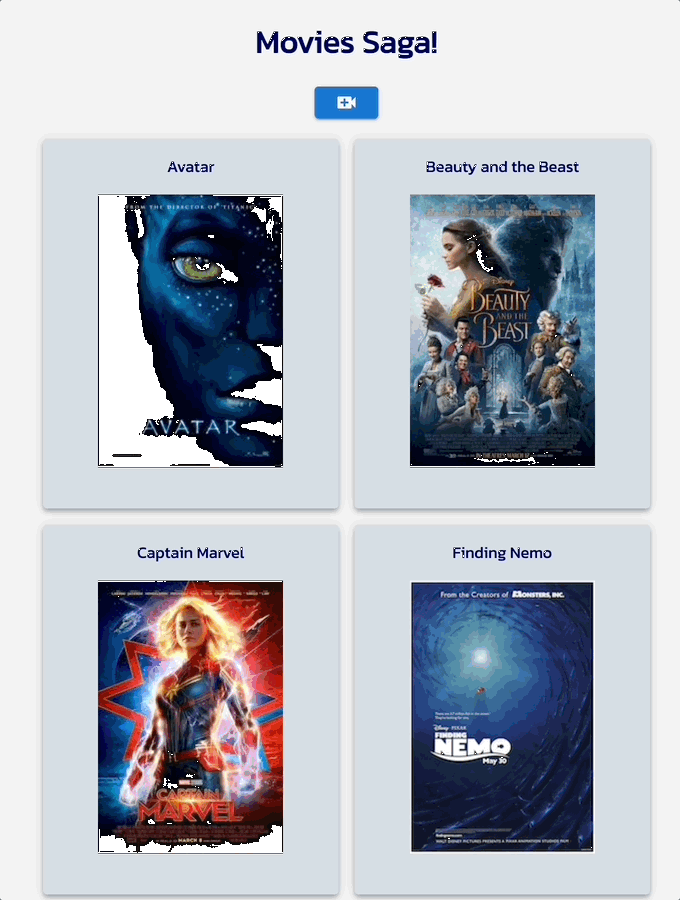 Movies Saga!
Avatar
Beauty and the Beast
FROM THE DIRECTOR OF "TITANIC"
AVATAR
Disney
BEAUTY
AND THE
BEAST
Captain Marvel
Finding Nemo
CAPTAIN
MARVEL
MARCH 8
From the Creators of MONSTERS, INC.
Disney PIXAR
FINDING
NEMO
May 30
WALT DISNEY PICTURES PRESENTS A PIXAR ANIMATION STUDIOS FILM